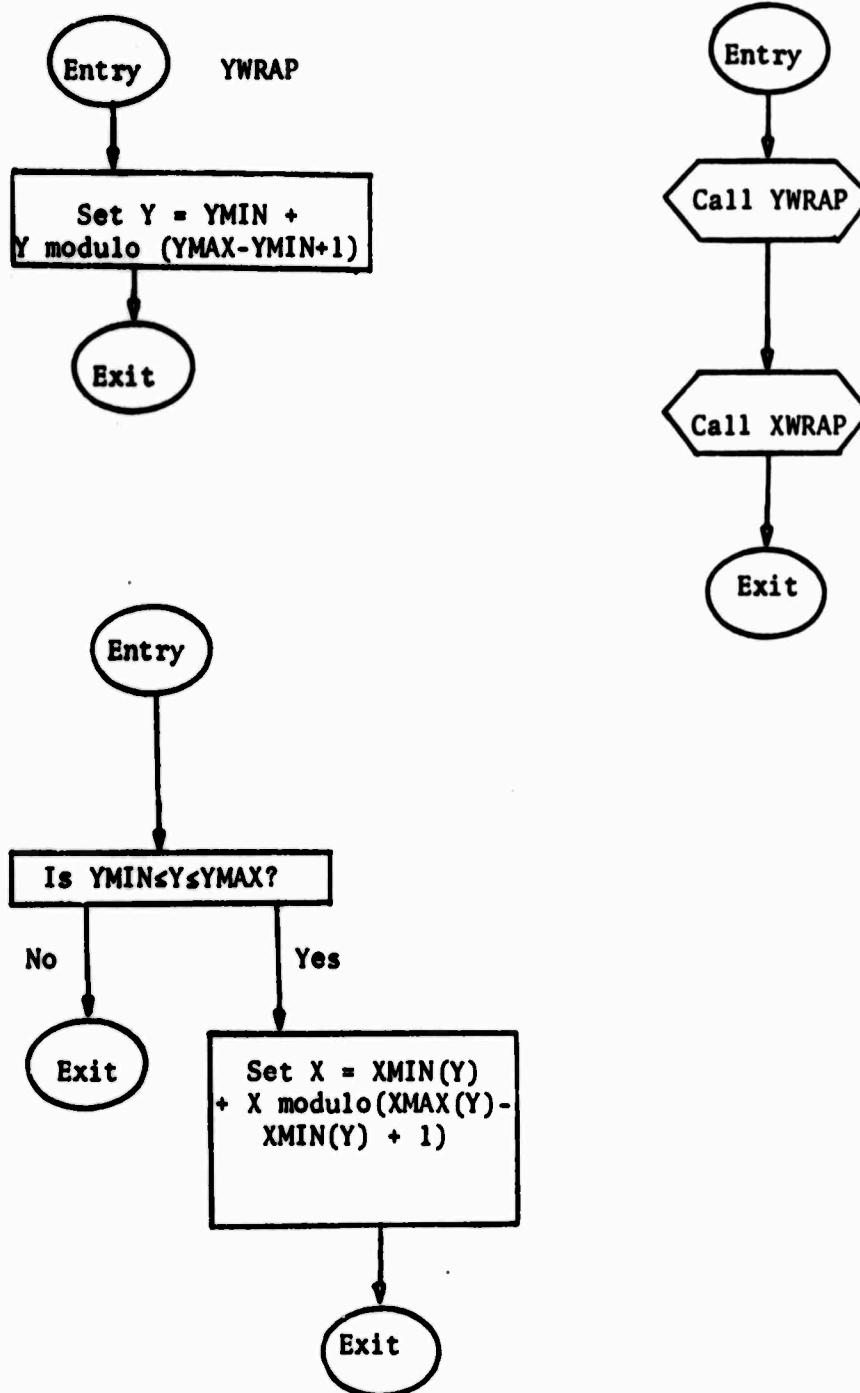 Entry
YWRAP
Set Y = YMIN +
Y modulo (YMAX-YMIN+1)
Exit
Entry
Call YWRAP
Call XWRAP
Exit
Entry
Is YMIN≤Y≤YMAX?
No
Yes
Exit
Set X = XMIN(Y)
+ X modulo(XMAX(Y)-
XMIN(Y) + 1)
Exit